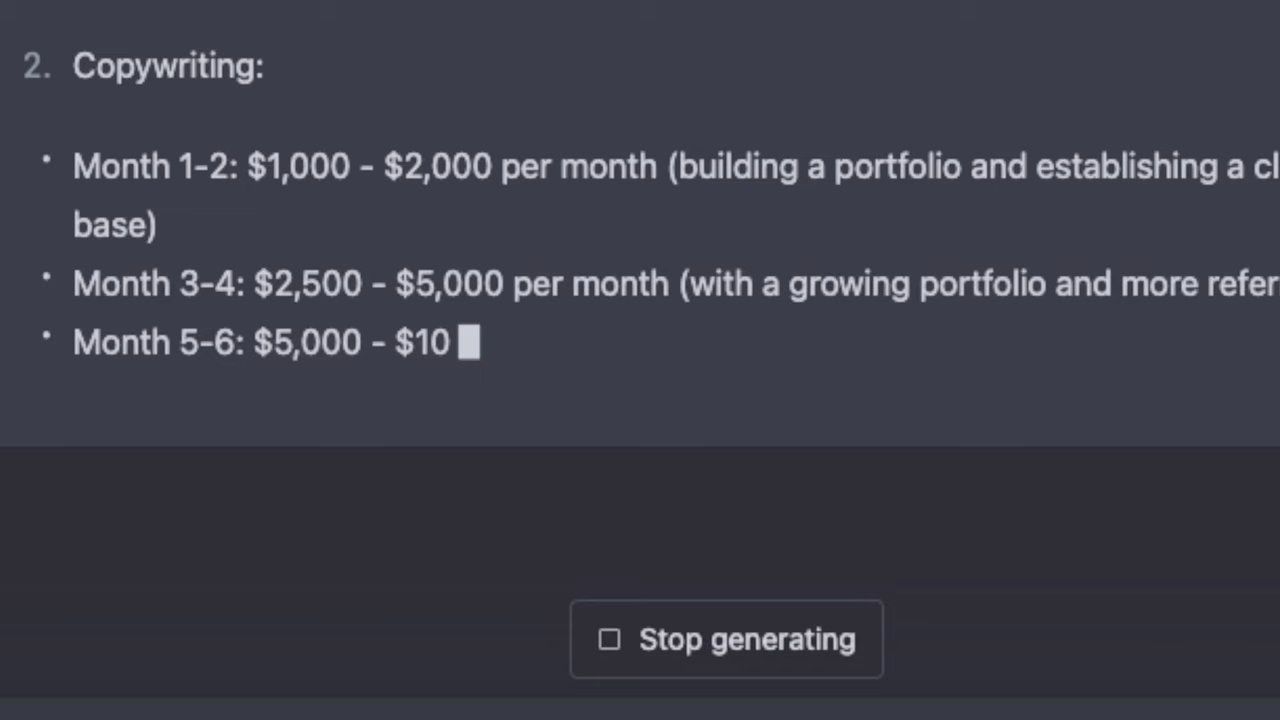 2. Copywriting:
• Month 1-2: $1,000 - $2,000 per month (building a portfolio and establishing a cl
base)
• Month 3-4: $2,500 - $5,000 per month (with a growing portfolio and more refer
• Month 5-6: $5,000 - $10
Stop generating